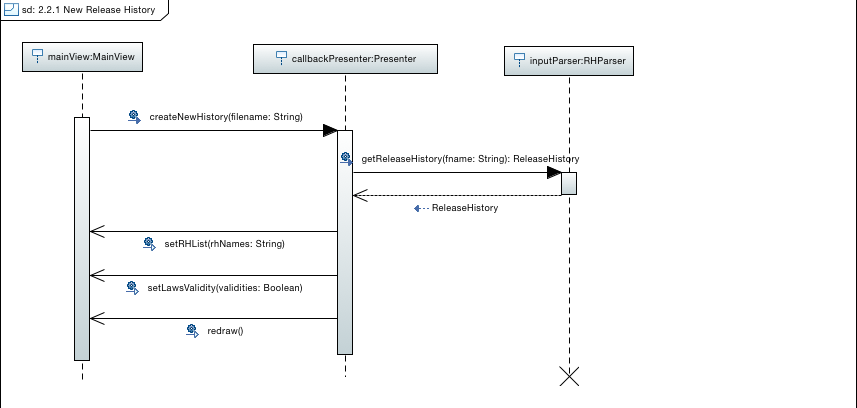 sd: 2.2.1 New Release History
mainView:MainView
callbackPresenter:Presenter
inputParser:RHParser
createNewHistory(filename: String)
getReleaseHistory(fname: String): ReleaseHistory
ReleaseHistory
setRHList(rhNames: String)
setLawsValidity(validities: Boolean)
redraw()